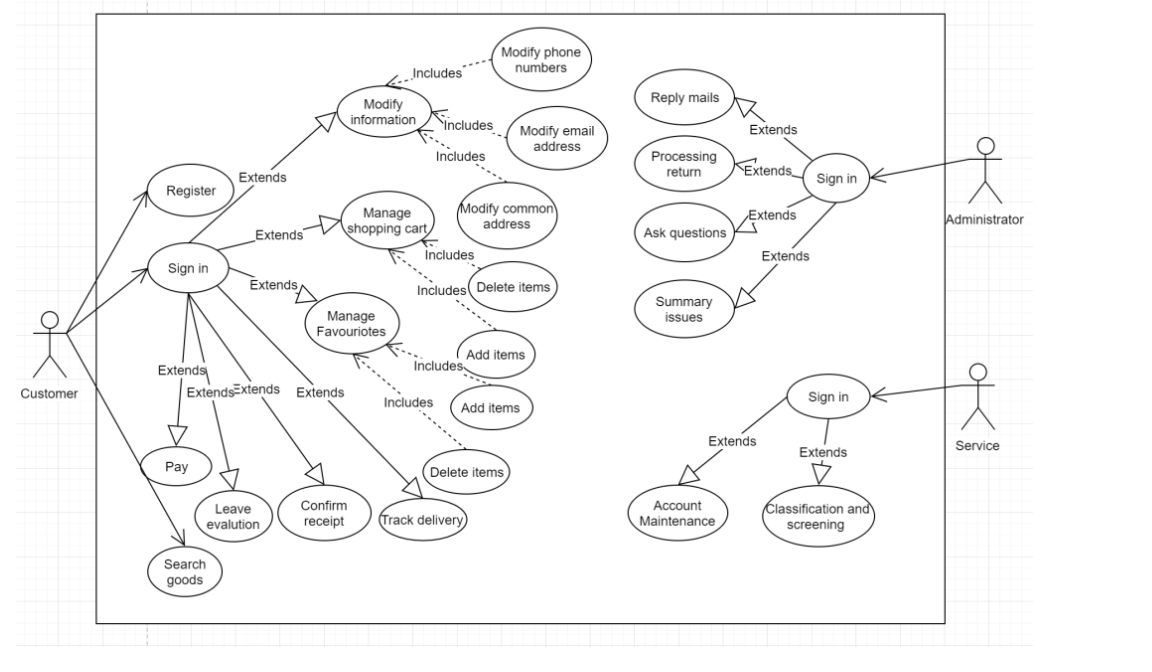 Modify phone
numbers
Includes
Modify
information
Includes
Modify email
address
Includes
Modify common
address
Register
Extends
Manage
shopping cart
Extends
Includes
Delete items
Sign in
Extends
Includes
Manage
Favouriotes
Add items
Includes
Add items
Includes
Delete items
Customer
Extends
Extends
Extends
Extends
Pay
Leave
evalution
Confirm
receipt
Track delivery
Search
goods
Reply mails
Extends
Processing
return
Extends
Sign in
Administrator
Ask questions
Extends
Extends
Summary
issues
Sign in
Service
Extends
Extends
Account
Maintenance
Classification and
screening